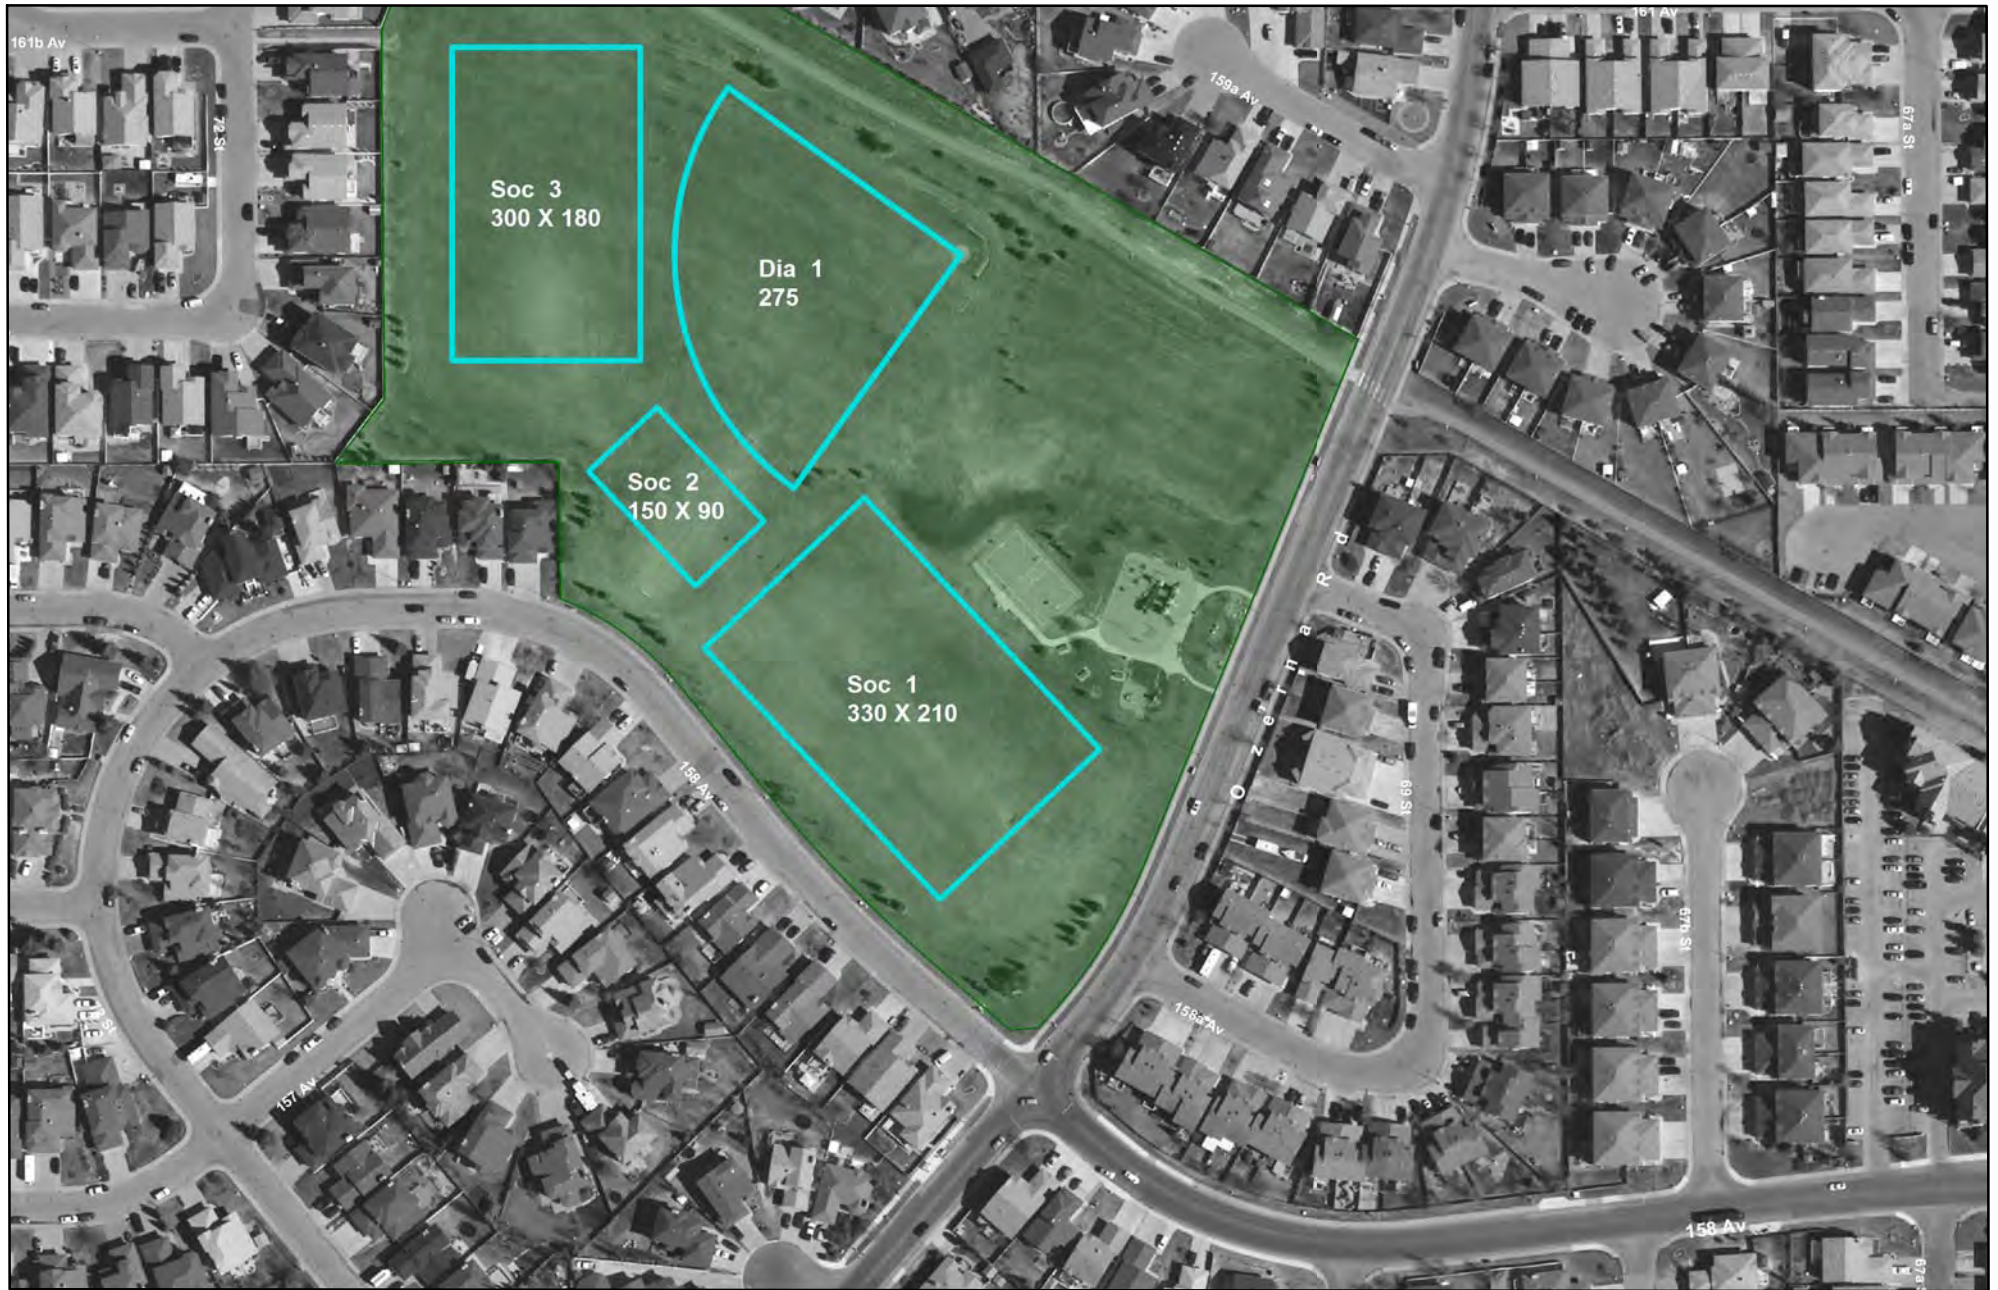 161b Av
161 Av
159a Av
72 St
67a St
Soc 3
300 X 180
Dia 1
275
Soc 2
150 X 90
Ozerna Rd
Soc 1
330 X 210
158 Av
69 St
67b St
158a Av
157 Av
158 Av